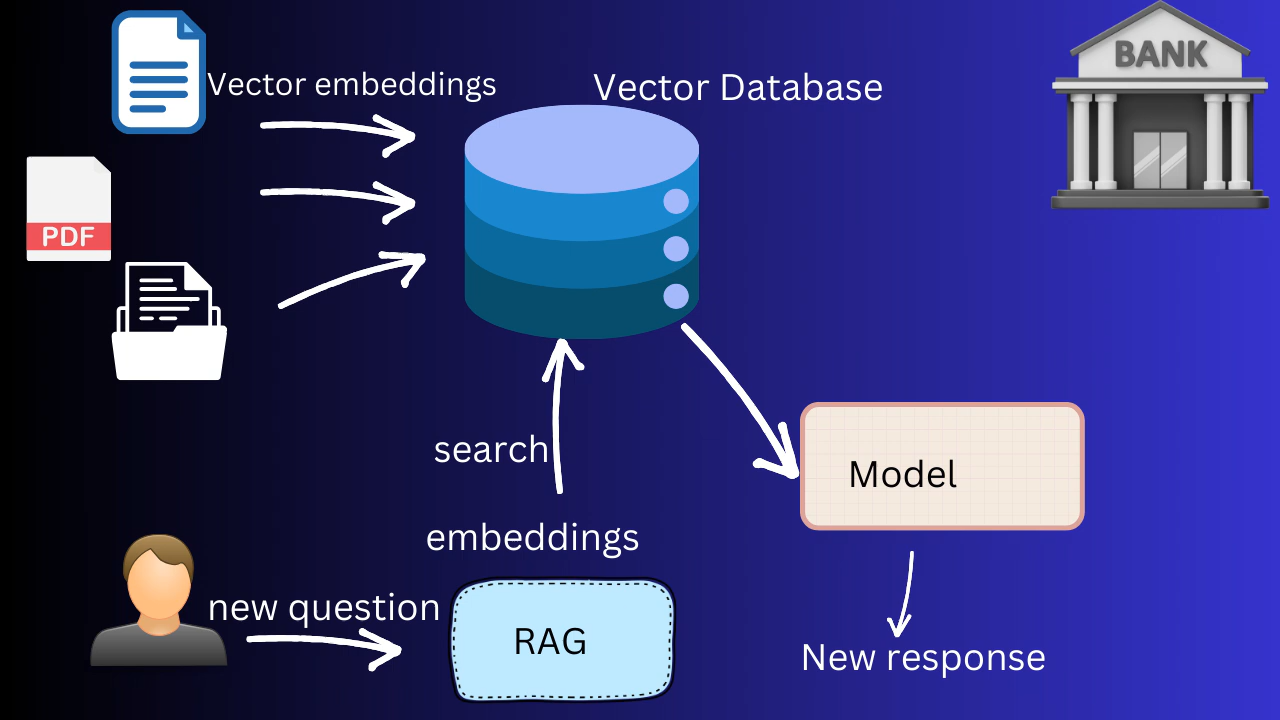 BANK
Vector embeddings
Vector Database
PDF
search
Model
embeddings
new question
RAG
New response